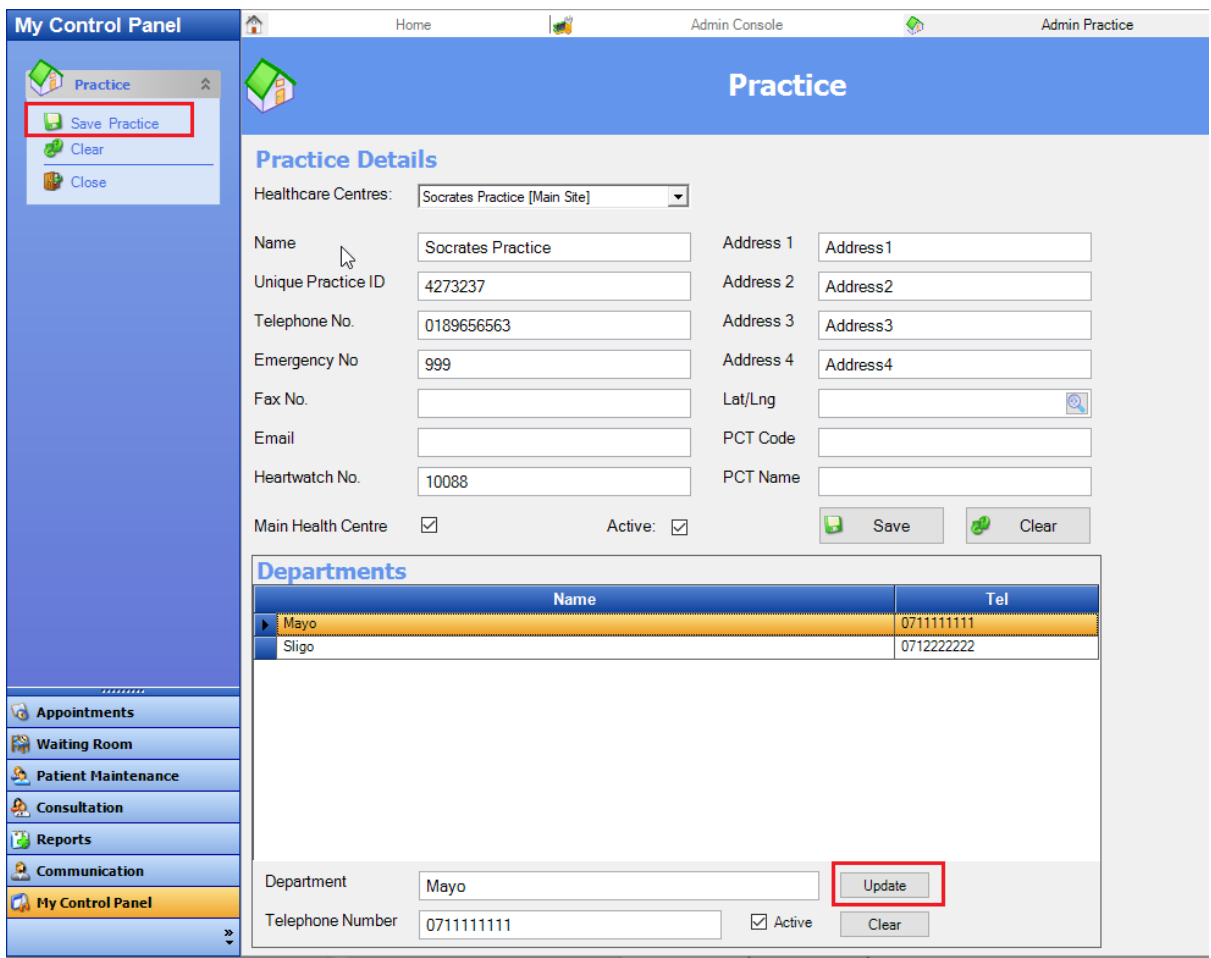 My Control Panel
Home
Admin Console
Admin Practice
Practice
Save Practice
Clear
Close
Practice
Practice Details
Healthcare Centres: Socrates Practice [Main Site]
Name Socrates Practice Address 1 Address1
Unique Practice ID 4273237 Address 2 Address2
Telephone No. 0189656563 Address 3 Address3
Emergency No 999 Address 4 Address4
Fax No. Lat/Lng
Email PCT Code
Heartwatch No. 10088 PCT Name
Main Health Centre Active: Save Clear
Departments
Name Tel
Mayo 0711111111
Sligo 0712222222
Department Mayo Update
Telephone Number 0711111111 Active Clear
Appointments
Waiting Room
Patient Maintenance
Consultation
Reports
Communication
My Control Panel